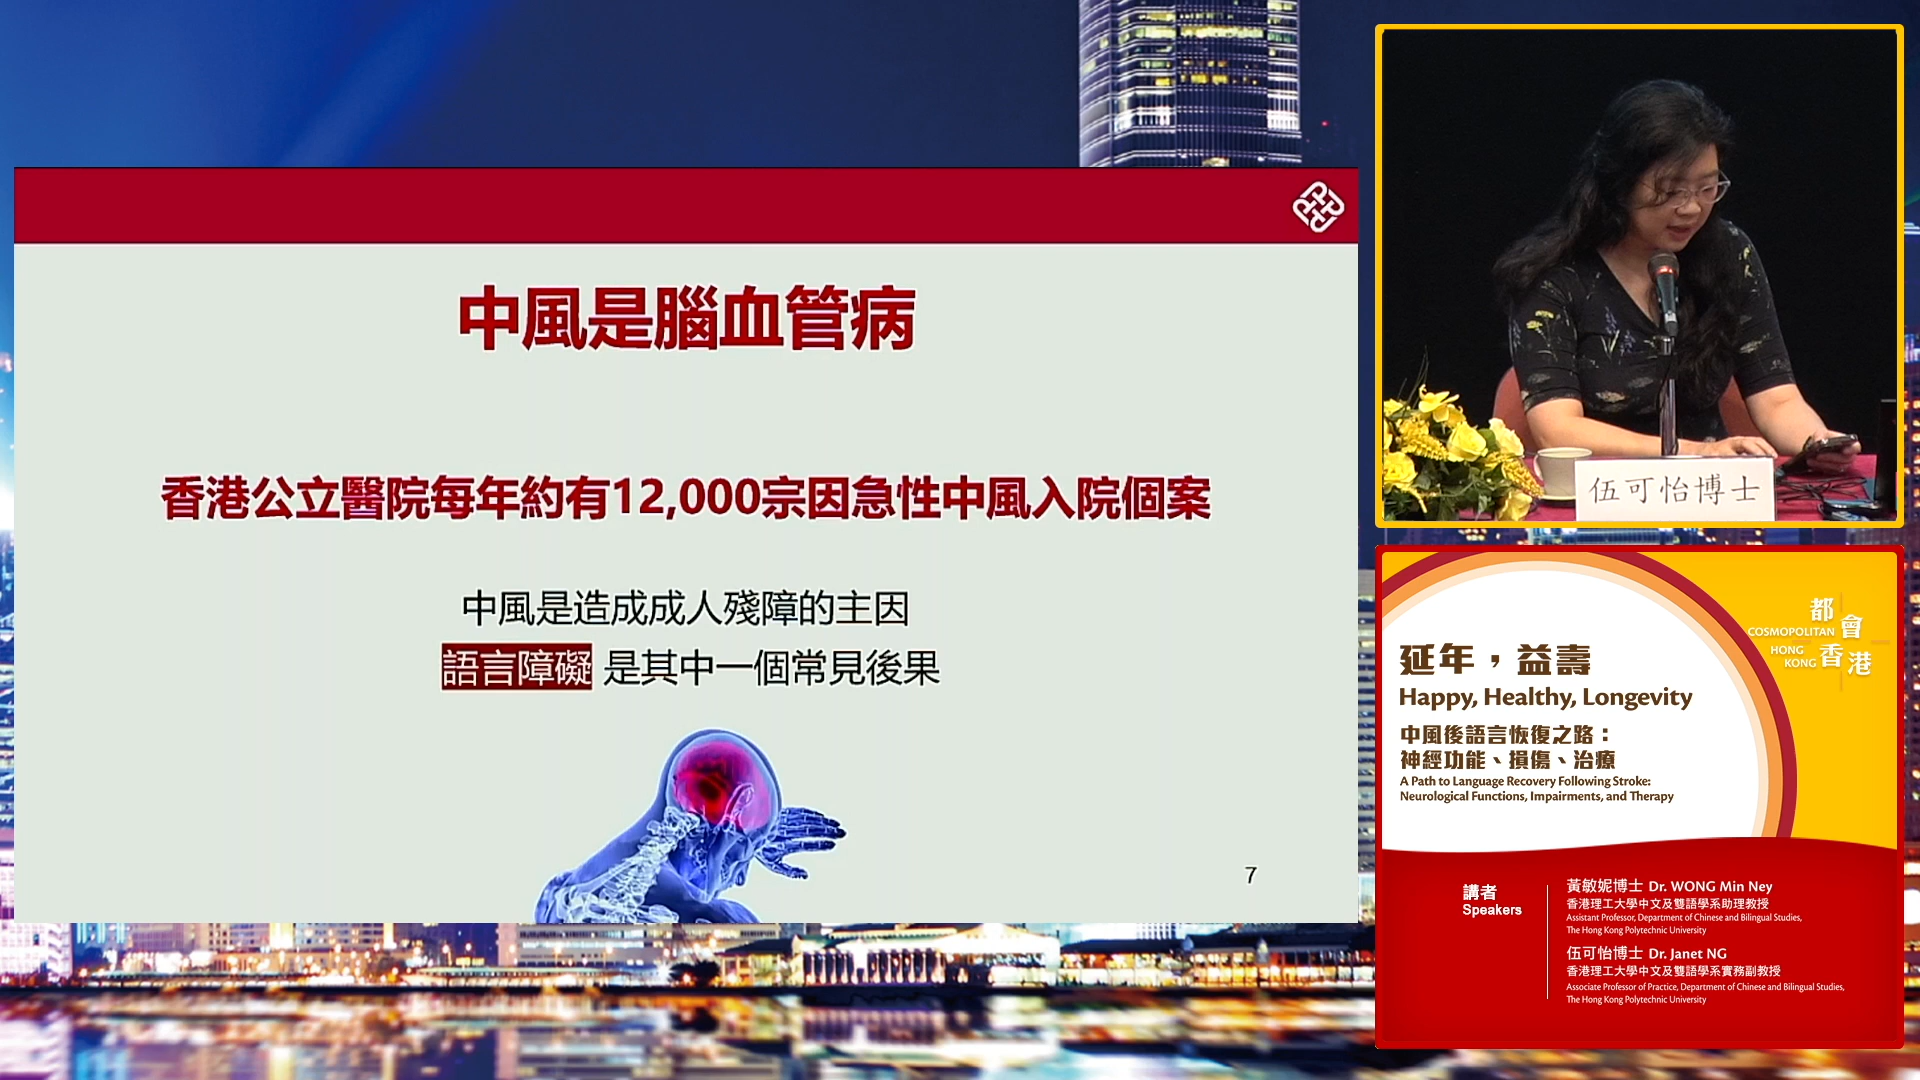 中風是腦血管病
香港公立醫院每年約有12,000宗因急性中風入院個案
中風是造成成人殘障的主因
語言障礙 是其中一個常見後果
7
伍可怡博士
都會香港
COSMOPOLITAN
HONG
KONG
延年，益壽
Happy, Healthy, Longevity
中風後語言恢復之路：
神經功能、損傷、治療
A Path to Language Recovery Following Stroke:
Neurological Functions, Impairments, and Therapy
講者
Speakers
黃敏妮博士 Dr. WONG Min Ney
香港理工大學中文及雙語學系助理教授
Assistant Professor, Department of Chinese and Bilingual Studies,
The Hong Kong Polytechnic University
伍可怡博士 Dr. Janet NG
香港理工大學中文及雙語學系實務副教授
Associate Professor of Practice, Department of Chinese and Bilingual Studies,
The Hong Kong Polytechnic University